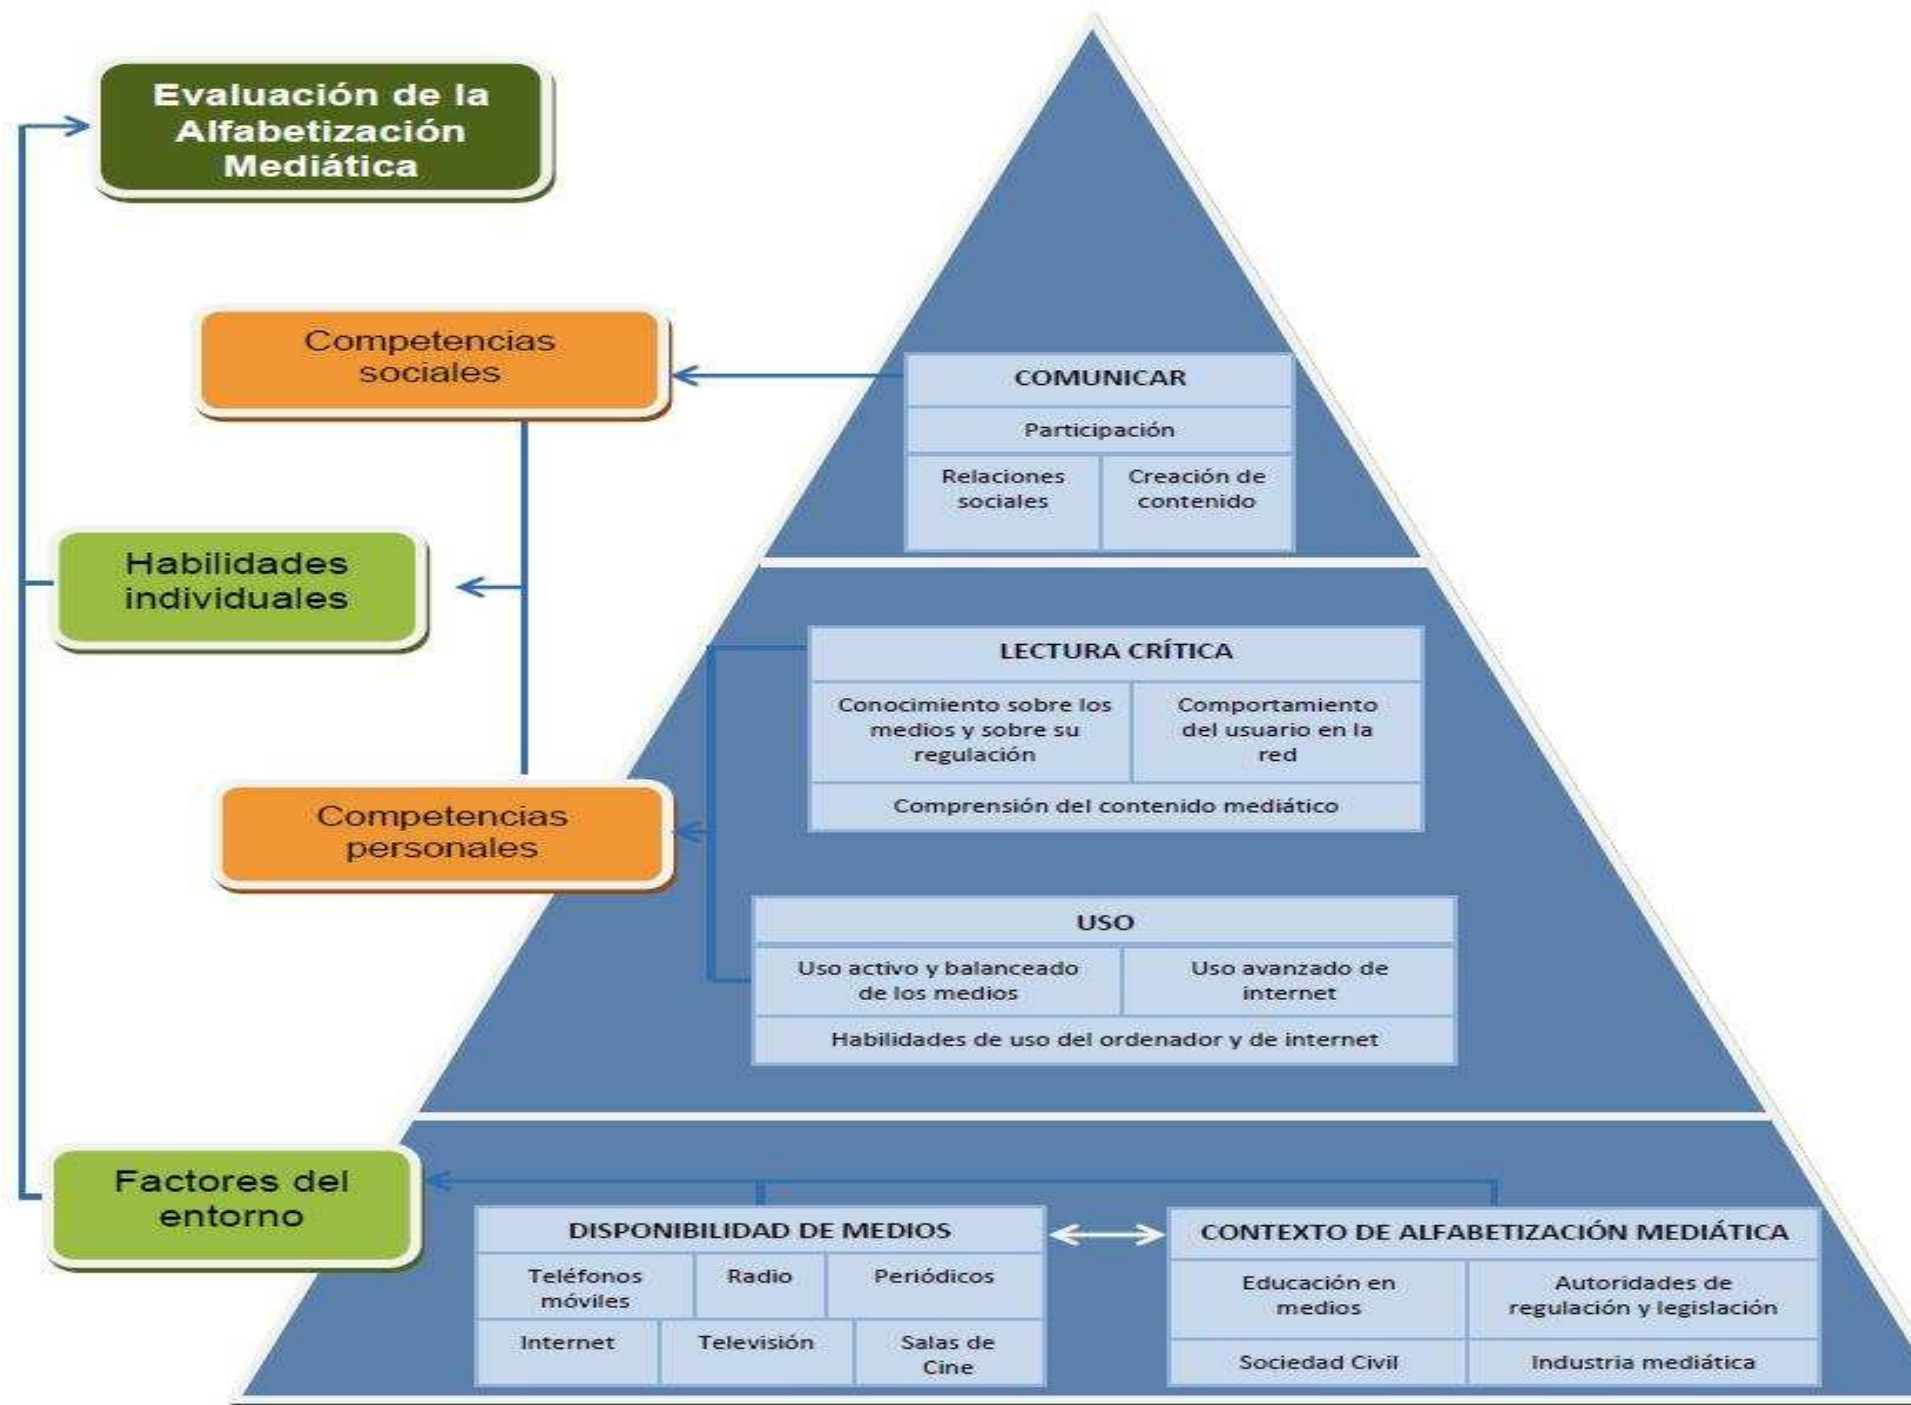 Evaluación de la
Alfabetización
Mediática
Competencias
sociales
Habilidades
individuales
Competencias
personales
Factores del
entorno
COMUNICAR
Participación
Relaciones
sociales
Creación de
contenido
LECTURA CRÍTICA
Conocimiento sobre los
medios y sobre su
regulación
Comportamiento
del usuario en la
red
Comprensión del contenido mediático
USO
Uso activo y balanceado
de los medios
Uso avanzado de
internet
Habilidades de uso del ordenador y de internet
DISPONIBILIDAD DE MEDIOS
Teléfonos
móviles
Radio
Periódicos
Internet
Televisión
Salas de
Cine
CONTEXTO DE ALFABETIZACIÓN MEDIÁTICA
Educación en
medios
Autoridades de
regulación y legislación
Sociedad Civil
Industria mediática